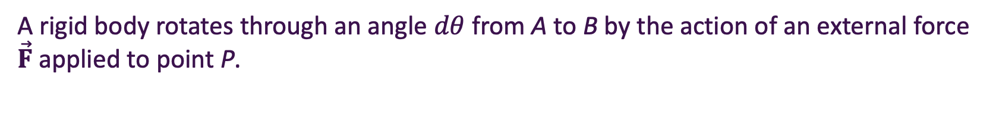 A rigid body rotates through an angle dθ from A to B by the action of an external force
F⃗ applied to point P.